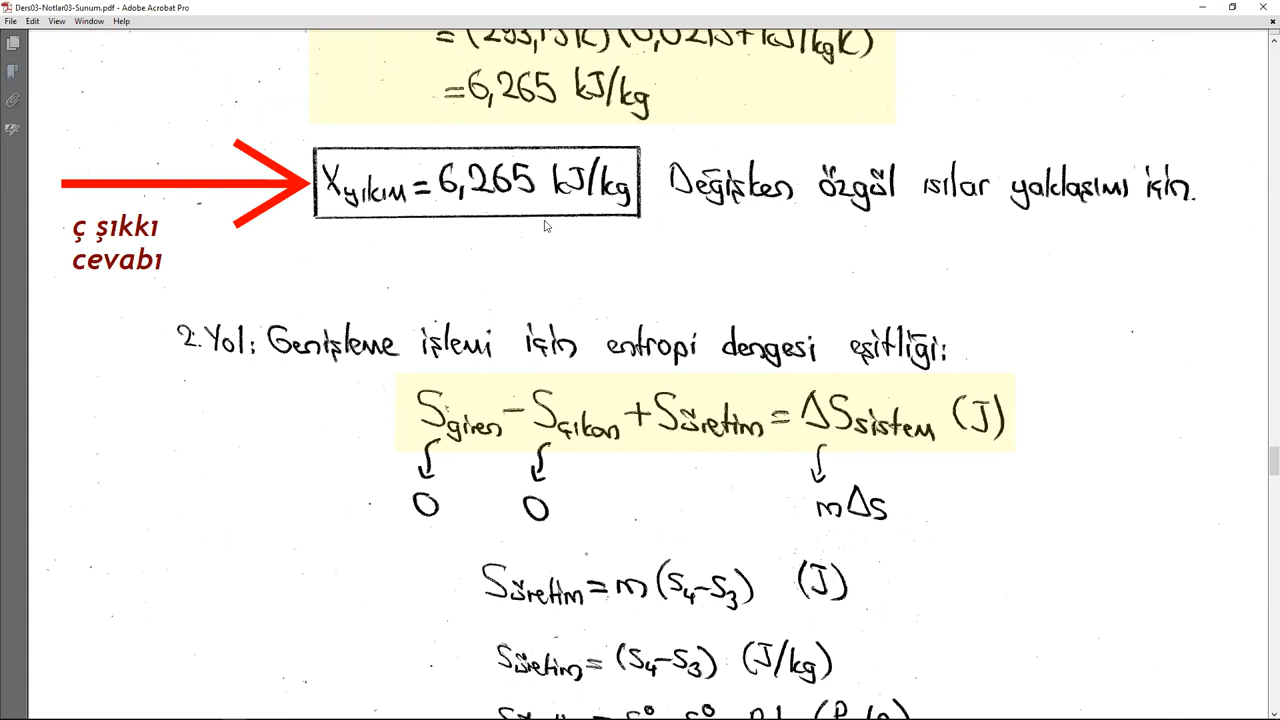 Ders03-Notlar03-Sunum.pdf - Adobe Acrobat Pro
File Edit View Window Help
=6,265 kJ/kg
Xyıkım = 6,265 kJ/kg Değişken özgül ısılar yaklaşımı için.
ç şıkkı
cevabı
2. Yol: Genişleme işlemi için entropi dengesi eşitliği:
Sgiren - Sçıkan + Süretim = ΔSsistem (J)
0 0 mΔs
Süretim = m(s4-s3) (J)
Süretim = (s4-s3) (J/kg)